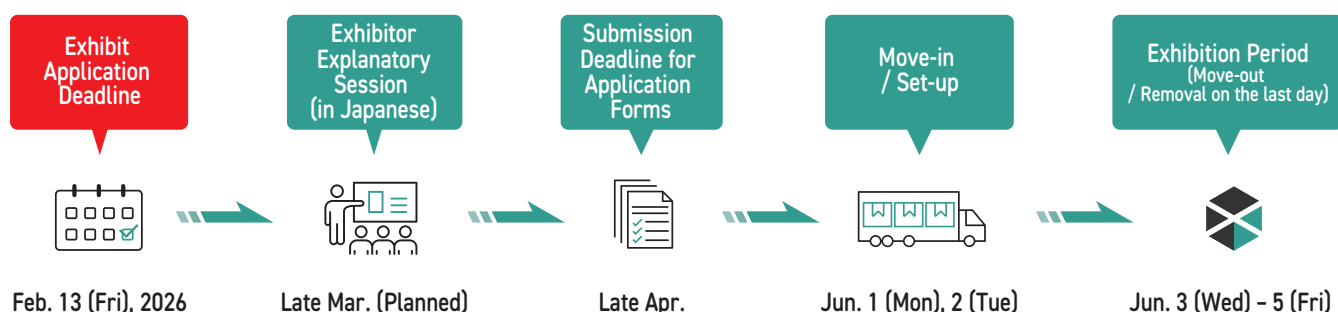 Exhibit
Application
Deadline
Exhibitor
Explanatory
Session
(in Japanese)
Submission
Deadline for
Application
Forms
Move-in
/ Set-up
Exhibition Period
(Move-out
/ Removal on the last day)
Feb. 13 (Fri), 2026
Late Mar. (Planned)
Late Apr.
Jun. 1 (Mon), 2 (Tue)
Jun. 3 (Wed) – 5 (Fri)